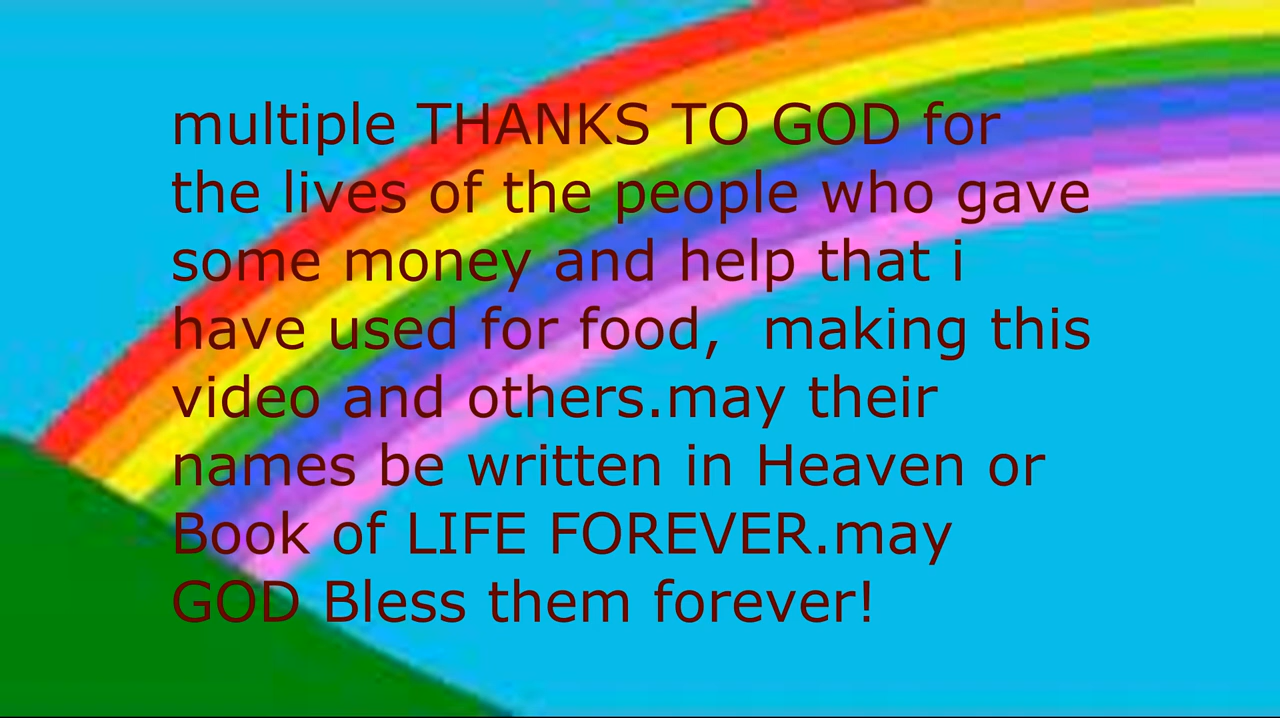 multiple THANKS TO GOD for
the lives of the people who gave
some money and help that i
have used for food,  making this
video and others.may their
names be written in Heaven or
Book of LIFE FOREVER.may
GOD Bless them forever!